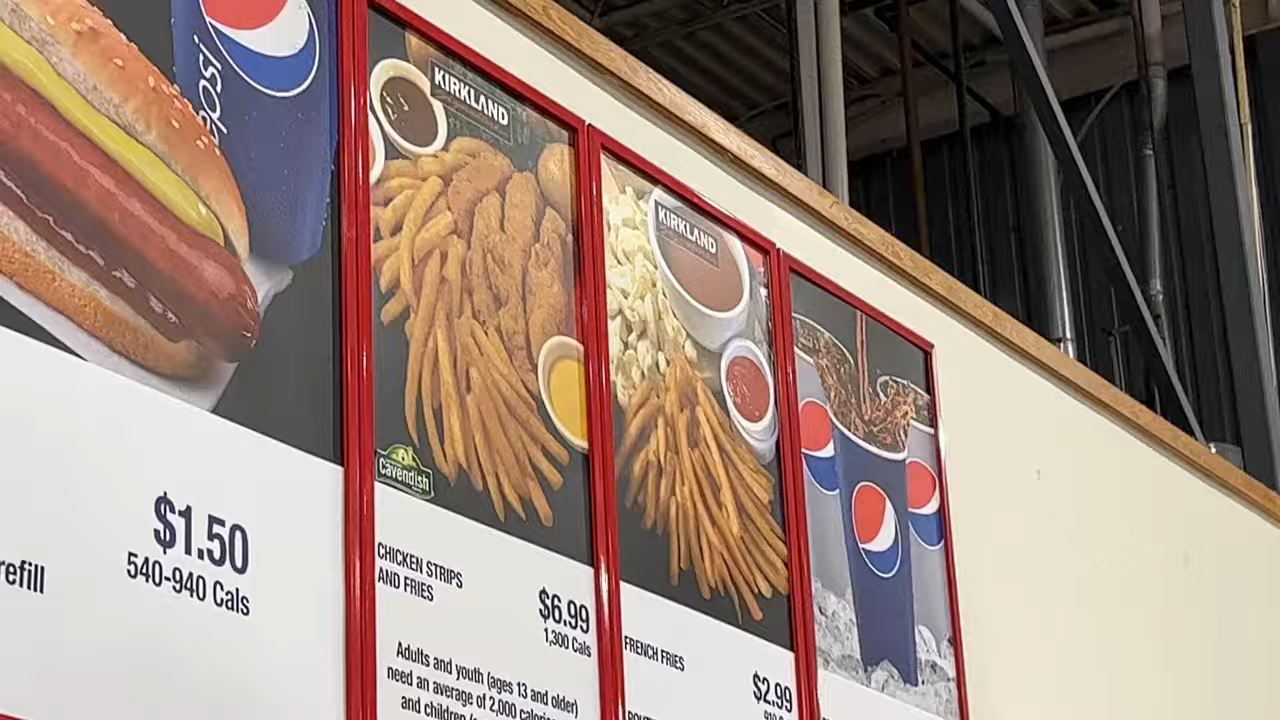 pepsi
refill
$1.50
540-940 Cals
KIRKLAND
Cavendish
CHICKEN STRIPS
AND FRIES
$6.99
1,300 Cals
Adults and youth (ages 13 and older)
need an average of 2,000 calories
and children
KIRKLAND
FRENCH FRIES
$2.99